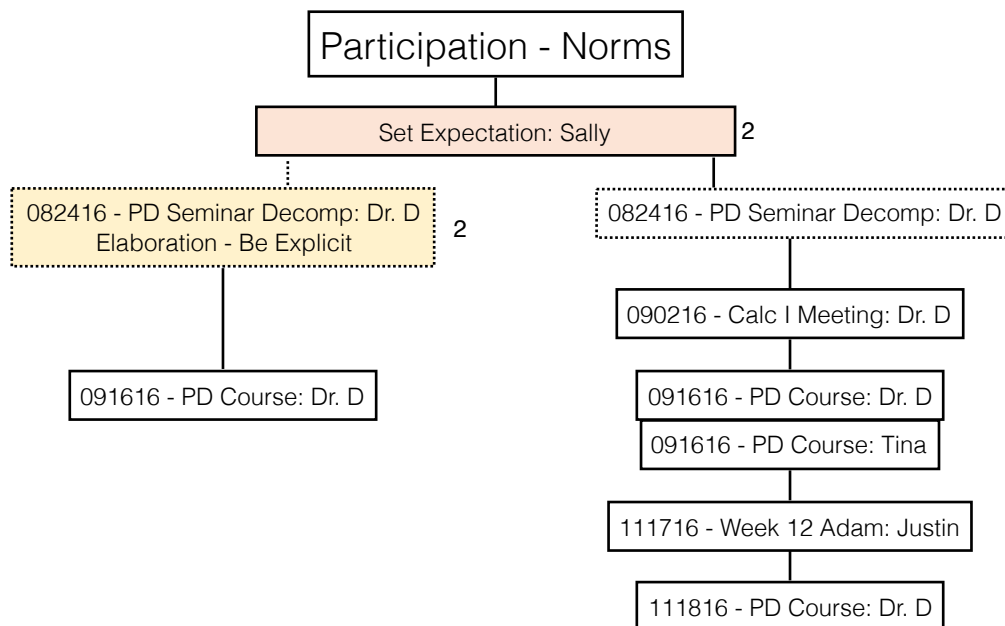 Participation - Norms
Set Expectation: Sally
2
082416 - PD Seminar Decomp: Dr. D
Elaboration - Be Explicit
2
082416 - PD Seminar Decomp: Dr. D
090216 - Calc I Meeting: Dr. D
091616 - PD Course: Dr. D
091616 - PD Course: Dr. D
091616 - PD Course: Tina
111716 - Week 12 Adam: Justin
111816 - PD Course: Dr. D